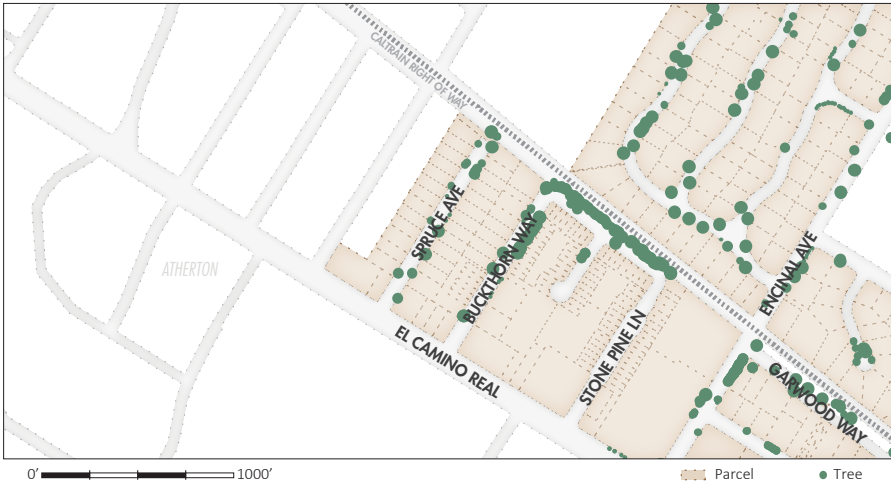 CALTRAIN RIGHT OF WAY
SPRUCE AVE
BUCKTHORN WAY
ENCINAL AVE
ATHERTON
STONE PINE LN
EL CAMINO REAL
GARWOOD WAY
0' 1000'
Parcel
Tree